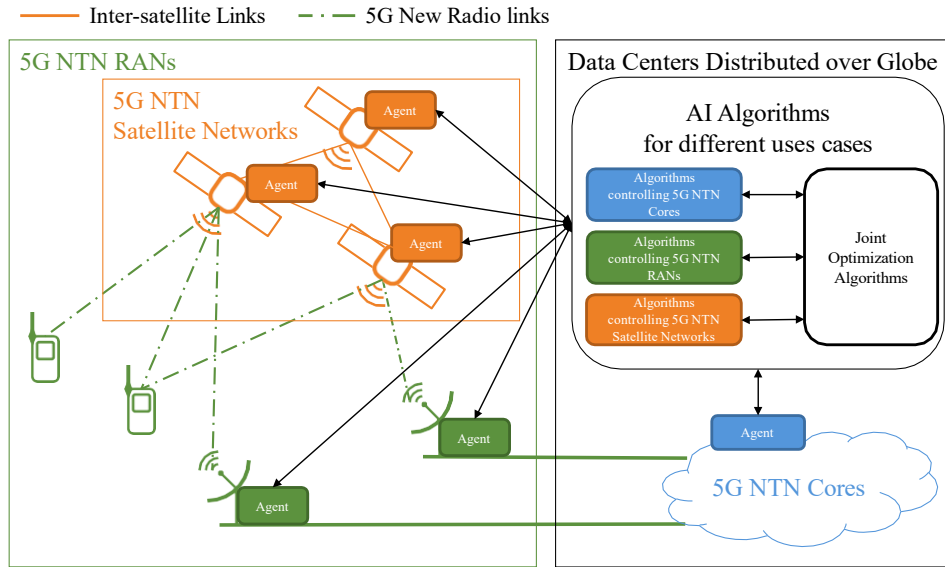 Inter-satellite Links
5G New Radio links
5G NTN RANs
5G NTN
Satellite Networks
Agent
Agent
Agent
Agent
Agent
Data Centers Distributed over Globe
AI Algorithms
for different uses cases
Algorithms
controlling 5G NTN
Cores
Algorithms
controlling 5G NTN
RANs
Algorithms
controlling 5G NTN
Satellite Networks
Joint
Optimization
Algorithms
Agent
5G NTN Cores